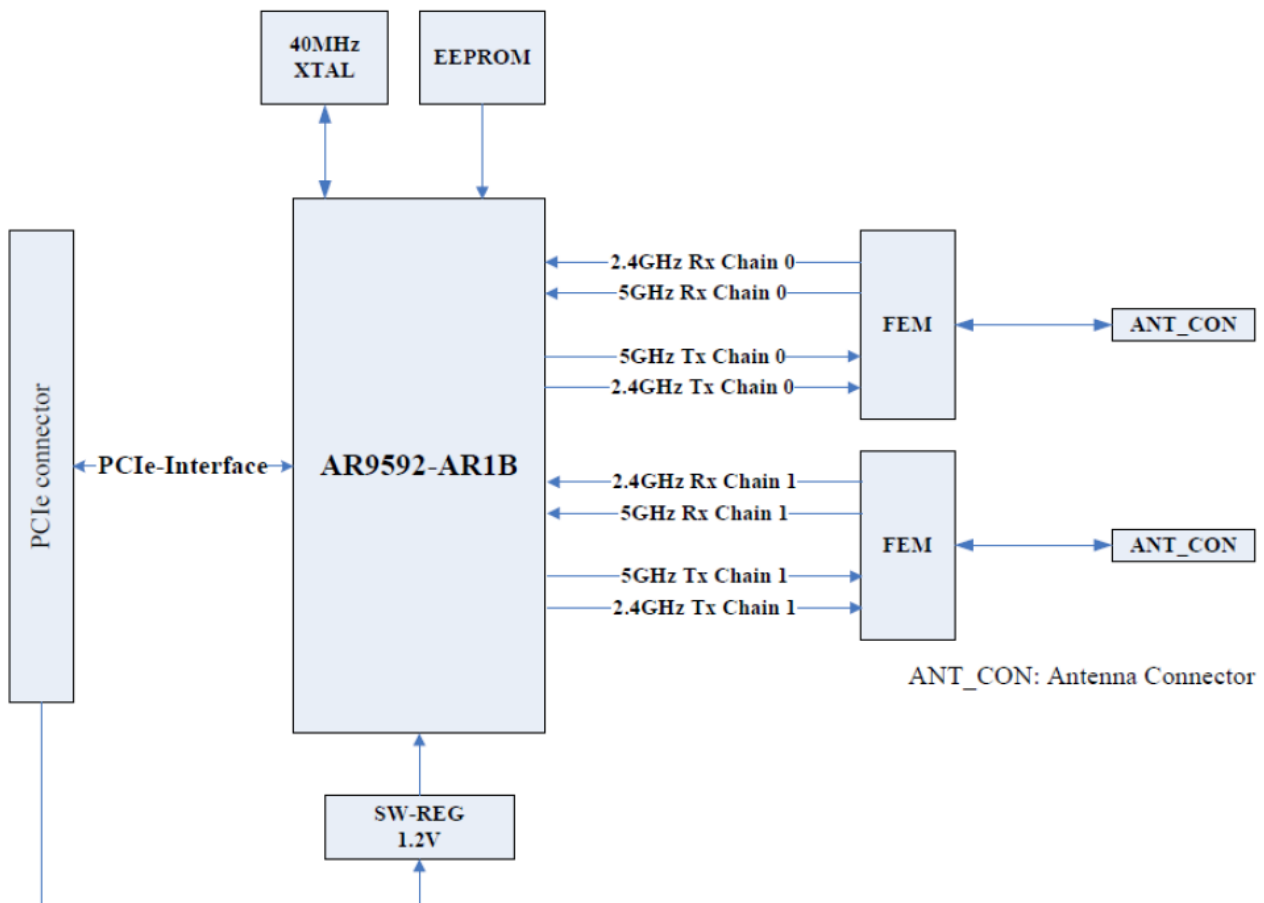 40MHz
XTAL
EEPROM
2.4GHz Rx Chain 0
5GHz Rx Chain 0
5GHz Tx Chain 0
2.4GHz Tx Chain 0
FEM
ANT_CON
PCIe connector
PCIe-Interface
AR9592-AR1B
2.4GHz Rx Chain 1
5GHz Rx Chain 1
5GHz Tx Chain 1
2.4GHz Tx Chain 1
FEM
ANT_CON
ANT_CON: Antenna Connector
SW-REG
1.2V